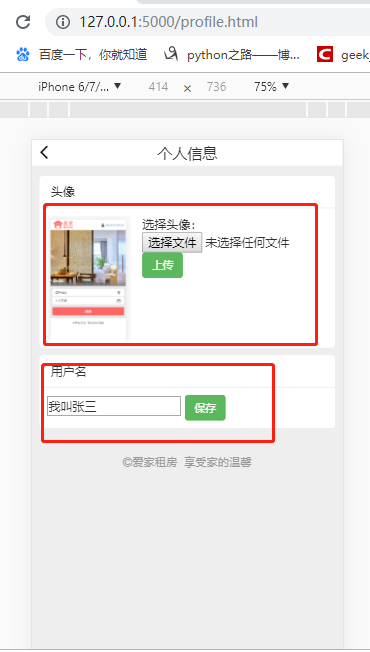 127.0.0.1:5000/profile.html
百度一下，你就知道 python之路——博... geek
iPhone 6/7/... ▼ 414 × 736 75% ▼
个人信息
头像
选择头像：
选择文件 未选择任何文件
上传
用户名
我叫张三 保存
©爱家租房 享受家的温馨